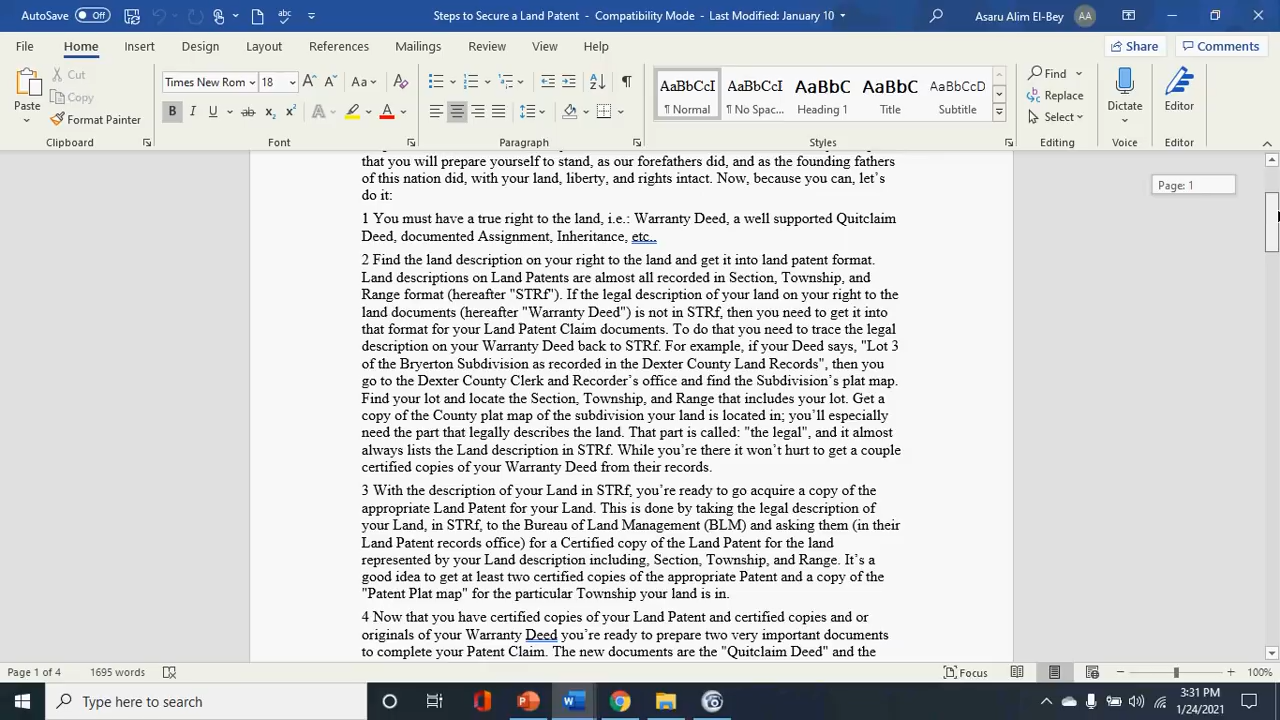 AutoSave Off Steps to Secure a Land Patent - Compatibility Mode - Last Modified: January 10 Asaru Alim El-Bey AA
File Home Insert Design Layout References Mailings Review View Help Share Comments
Paste Cut Copy Format Painter
Times New Rom 18 Aa
B I U ab x₂ x² A A
AaBbCcI AaBbCcI AaBbC AaBbC AaBbCcD
¶ Normal ¶ No Spac... Heading 1 Title Subtitle
Find Replace Select Dictate Editor
Clipboard Font Paragraph Styles Editing Voice Editor
Page: 1
that you will prepare yourself to stand, as our forefathers did, and as the founding fathers
of this nation did, with your land, liberty, and rights intact. Now, because you can, let’s
do it:
1 You must have a true right to the land, i.e.: Warranty Deed, a well supported Quitclaim
Deed, documented Assignment, Inheritance, etc..
2 Find the land description on your right to the land and get it into land patent format.
Land descriptions on Land Patents are almost all recorded in Section, Township, and
Range format (hereafter "STRf"). If the legal description of your land on your right to the
land documents (hereafter "Warranty Deed") is not in STRf, then you need to get it into
that format for your Land Patent Claim documents. To do that you need to trace the legal
description on your Warranty Deed back to STRf. For example, if your Deed says, "Lot 3
of the Bryerton Subdivision as recorded in the Dexter County Land Records", then you
go to the Dexter County Clerk and Recorder’s office and find the Subdivision’s plat map.
Find your lot and locate the Section, Township, and Range that includes your lot. Get a
copy of the County plat map of the subdivision your land is located in; you’ll especially
need the part that legally describes the land. That part is called: "the legal", and it almost
always lists the Land description in STRf. While you’re there it won’t hurt to get a couple
certified copies of your Warranty Deed from their records.
3 With the description of your Land in STRf, you’re ready to go acquire a copy of the
appropriate Land Patent for your Land. This is done by taking the legal description of
your Land, in STRf, to the Bureau of Land Management (BLM) and asking them (in their
Land Patent records office) for a Certified copy of the Land Patent for the land
represented by your Land description including, Section, Township, and Range. It’s a
good idea to get at least two certified copies of the appropriate Patent and a copy of the
"Patent Plat map" for the particular Township your land is in.
4 Now that you have certified copies of your Land Patent and certified copies and or
originals of your Warranty Deed you’re ready to prepare two very important documents
to complete your Patent Claim. The new documents are the "Quitclaim Deed" and the
Page 1 of 4 1695 words Focus 100%
Type here to search 3:31 PM
1/24/2021